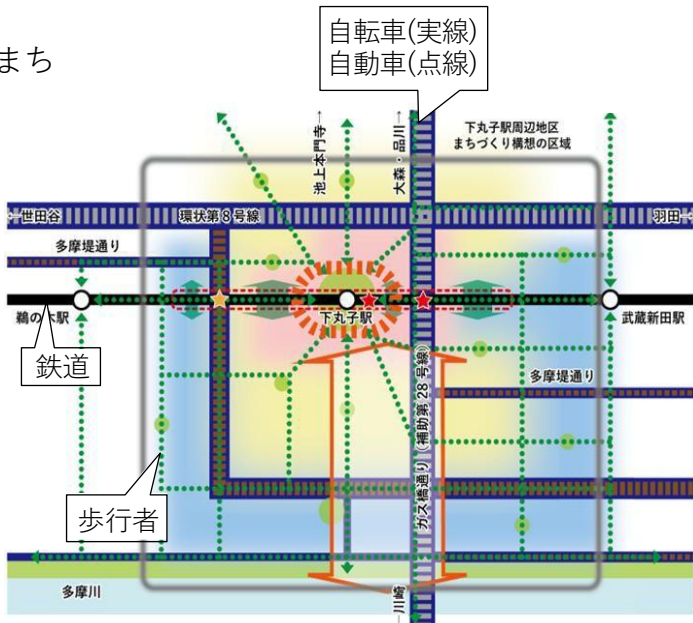 まち
自転車(実線)
自動車(点線)
池上本門寺→
大森・品川→
下丸子駅周辺地区
まちづくり構想の区域
←世田谷
環状第8号線
羽田→
多摩堤通り
鵜の木駅
下丸子駅
武蔵新田駅
鉄道
多摩堤通り
ガス橋通り(補助第28号線)
歩行者
多摩川
←川崎